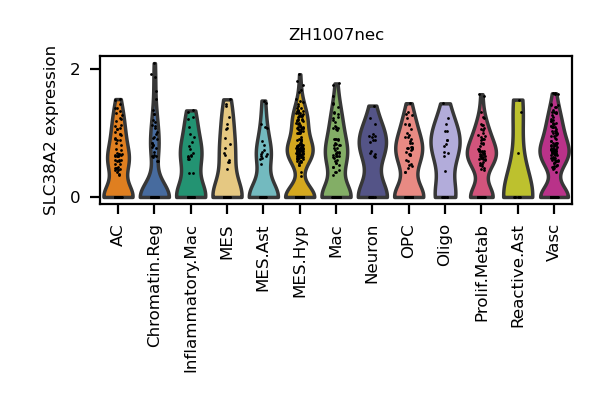 ZH1007nec
SLC38A2 expression
2
0
AC
Chromatin.Reg
Inflammatory.Mac
MES
MES.Ast
MES.Hyp
Mac
Neuron
OPC
Oligo
Prolif.Metab
Reactive.Ast
Vasc